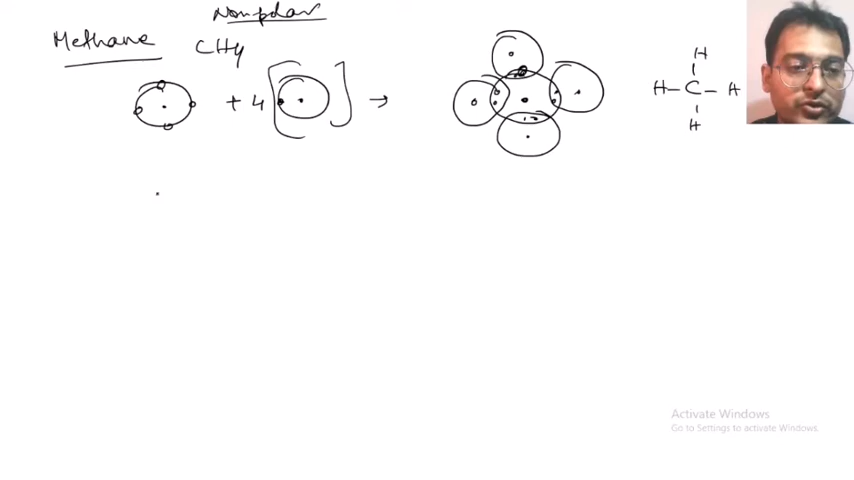 Nonpolar
Methane CH4
+ 4 [ ] →
H
H-C-H
H
Activate Windows
Go to Settings to activate Windows.